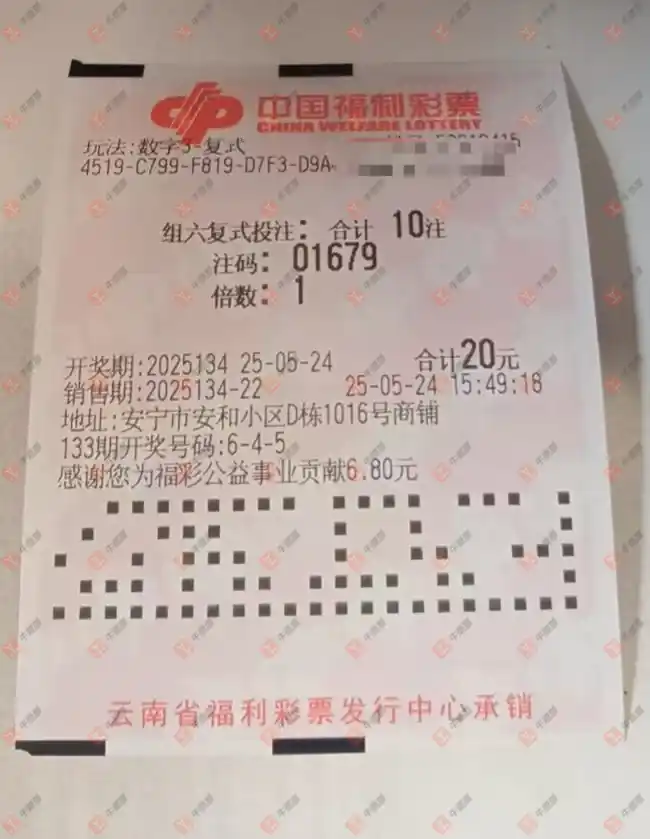 中国福利彩票
CHINA WELFARE LOTTERY
玩法:数字3-复式
4519-C799-F819-D7F3-D9A
组六复式投注: 合计 10注
注码: 01679
倍数: 1
开奖期:2025134 25-05-24 合计20元
销售期:2025134-22 25-05-24 15:49:18
地址:安宁市安和小区D栋1016号商铺
133期开奖号码:6-4-5
感谢您为福彩公益事业贡献6.80元
云南省福利彩票发行中心承销